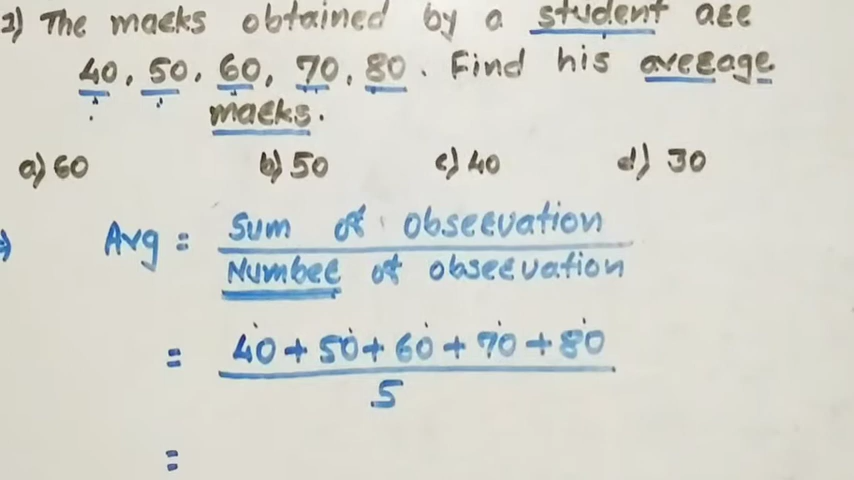 2) The marks obtained by a student are
40, 50, 60, 70, 80. Find his average
marks.
a) 60 b) 50 c) 40 d) 30
Avg = Sum of observation
Number of observation
= 40 + 50 + 60 + 70 + 80
5
=